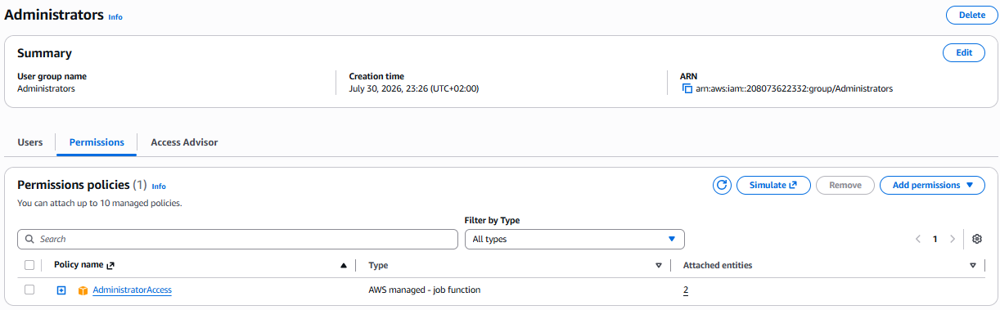 Administrators Info
Delete
Summary
Edit
User group name
Administrators
Creation time
July 30, 2026, 23:26 (UTC+02:00)
ARN
arn:aws:iam::208073622332:group/Administrators
Users
Permissions
Access Advisor
Permissions policies (1) Info
You can attach up to 10 managed policies.
Simulate
Remove
Add permissions
Filter by Type
Search
All types
1
Policy name
Type
Attached entities
AdministratorAccess
AWS managed - job function
2